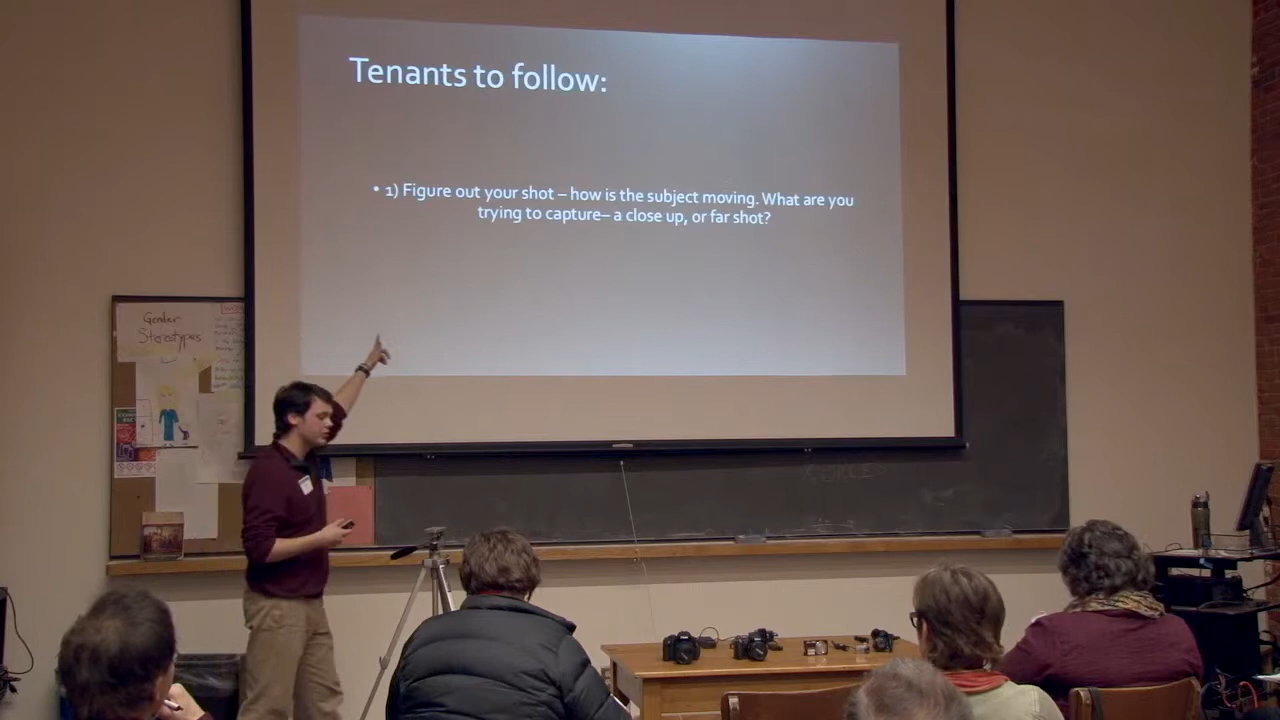 Tenants to follow:
• 1) Figure out your shot – how is the subject moving. What are you
trying to capture– a close up, or far shot?
Gender
Stereotypes